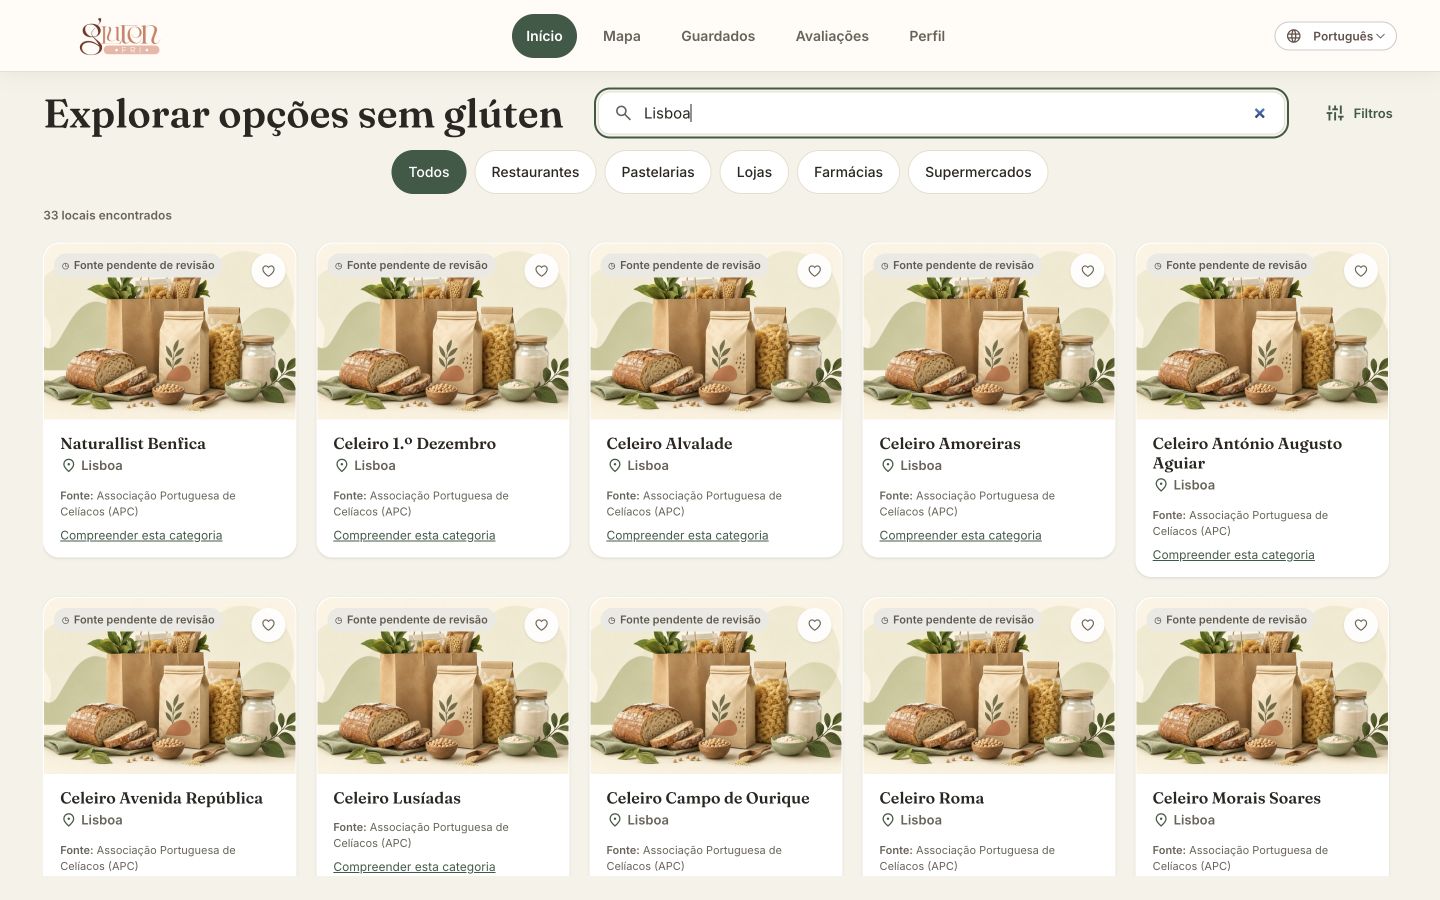 gluten
FRI
Início
Mapa
Guardados
Avaliações
Perfil
Português
Explorar opções sem glúten
Lisboa
Filtros
Todos
Restaurantes
Pastelarias
Lojas
Farmácias
Supermercados
33 locais encontrados
Fonte pendente de revisão
Naturallist Benfica
Lisboa
Fonte: Associação Portuguesa de
Celíacos (APC)
Compreender esta categoria
Fonte pendente de revisão
Celeiro 1.º Dezembro
Lisboa
Fonte: Associação Portuguesa de
Celíacos (APC)
Compreender esta categoria
Fonte pendente de revisão
Celeiro Alvalade
Lisboa
Fonte: Associação Portuguesa de
Celíacos (APC)
Compreender esta categoria
Fonte pendente de revisão
Celeiro Amoreiras
Lisboa
Fonte: Associação Portuguesa de
Celíacos (APC)
Compreender esta categoria
Fonte pendente de revisão
Celeiro António Augusto
Aguiar
Lisboa
Fonte: Associação Portuguesa de
Celíacos (APC)
Compreender esta categoria
Fonte pendente de revisão
Celeiro Avenida República
Lisboa
Fonte: Associação Portuguesa de
Celíacos (APC)
Fonte pendente de revisão
Celeiro Lusíadas
Fonte: Associação Portuguesa de
Celíacos (APC)
Compreender esta categoria
Fonte pendente de revisão
Celeiro Campo de Ourique
Lisboa
Fonte: Associação Portuguesa de
Celíacos (APC)
Fonte pendente de revisão
Celeiro Roma
Lisboa
Fonte: Associação Portuguesa de
Celíacos (APC)
Fonte pendente de revisão
Celeiro Morais Soares
Lisboa
Fonte: Associação Portuguesa de
Celíacos (APC)